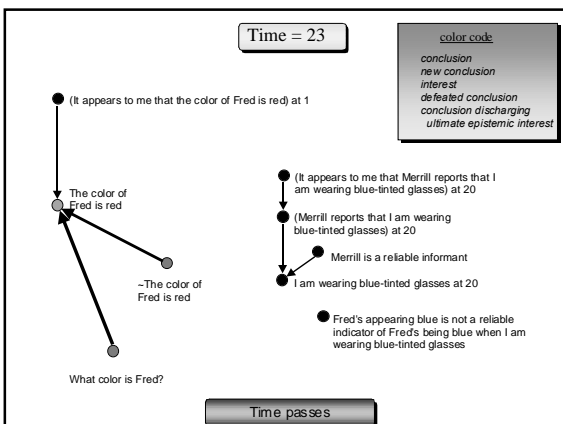 Time = 23
color code
conclusion
new conclusion
interest
defeated conclusion
conclusion discharging
ultimate epistemic interest
(It appears to me that the color of Fred is red) at 1
The color of
Fred is red
~The color of
Fred is red
What color is Fred?
(It appears to me that Merrill reports that I
am wearing blue-tinted glasses) at 20
(Merrill reports that I am wearing
blue-tinted glasses) at 20
Merrill is a reliable informant
I am wearing blue-tinted glasses at 20
Fred's appearing blue is not a reliable
indicator of Fred's being blue when I am
wearing blue-tinted glasses
Time passes